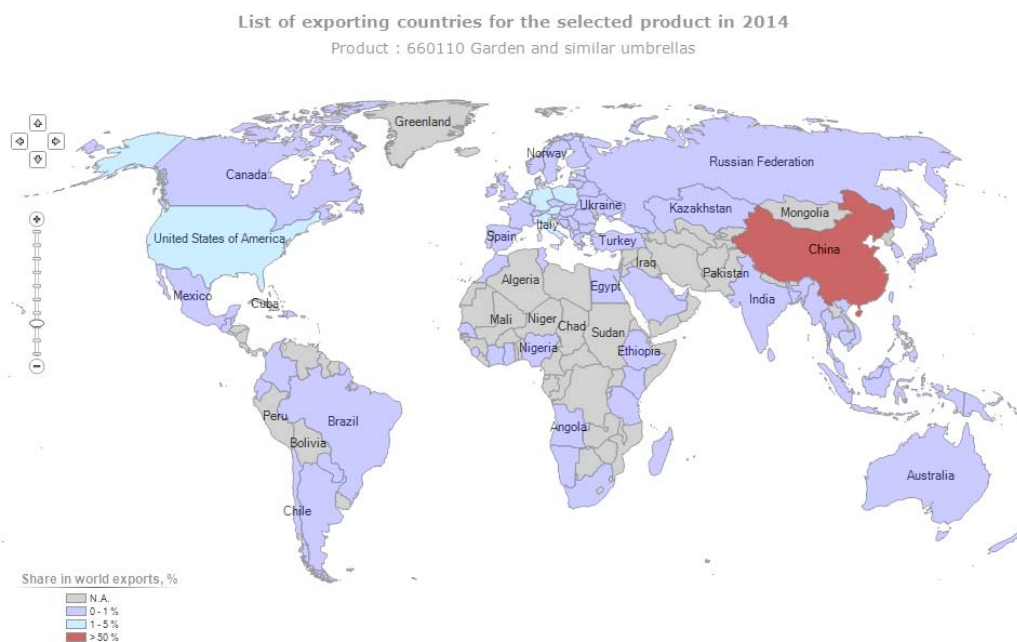 List of exporting countries for the selected product in 2014
Product : 660110 Garden and similar umbrellas
Greenland
Norway
Russian Federation
Canada
Ukraine
Kazakhstan
Mongolia
United States of America
Italy
Spain
Turkey
China
Iraq
Algeria
Pakistan
Egypt
India
Mexico
Cuba
Mali
Niger
Chad
Sudan
Nigeria
Ethiopia
Peru
Brazil
Angola
Bolivia
Australia
Chile
Share in world exports, %
N.A.
0 - 1 %
1 - 5 %
> 50 %